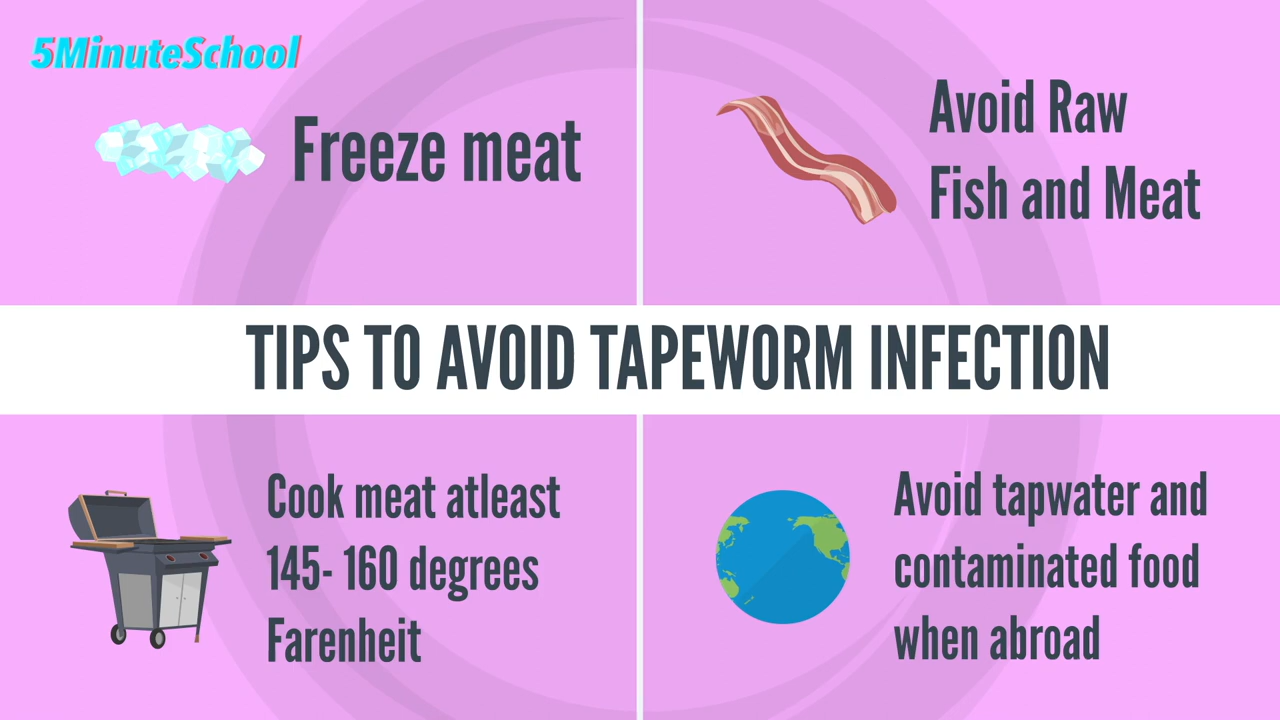 5MinuteSchool
Freeze meat
Avoid Raw
Fish and Meat
TIPS TO AVOID TAPEWORM INFECTION
Cook meat atleast
145- 160 degrees
Farenheit
Avoid tapwater and
contaminated food
when abroad